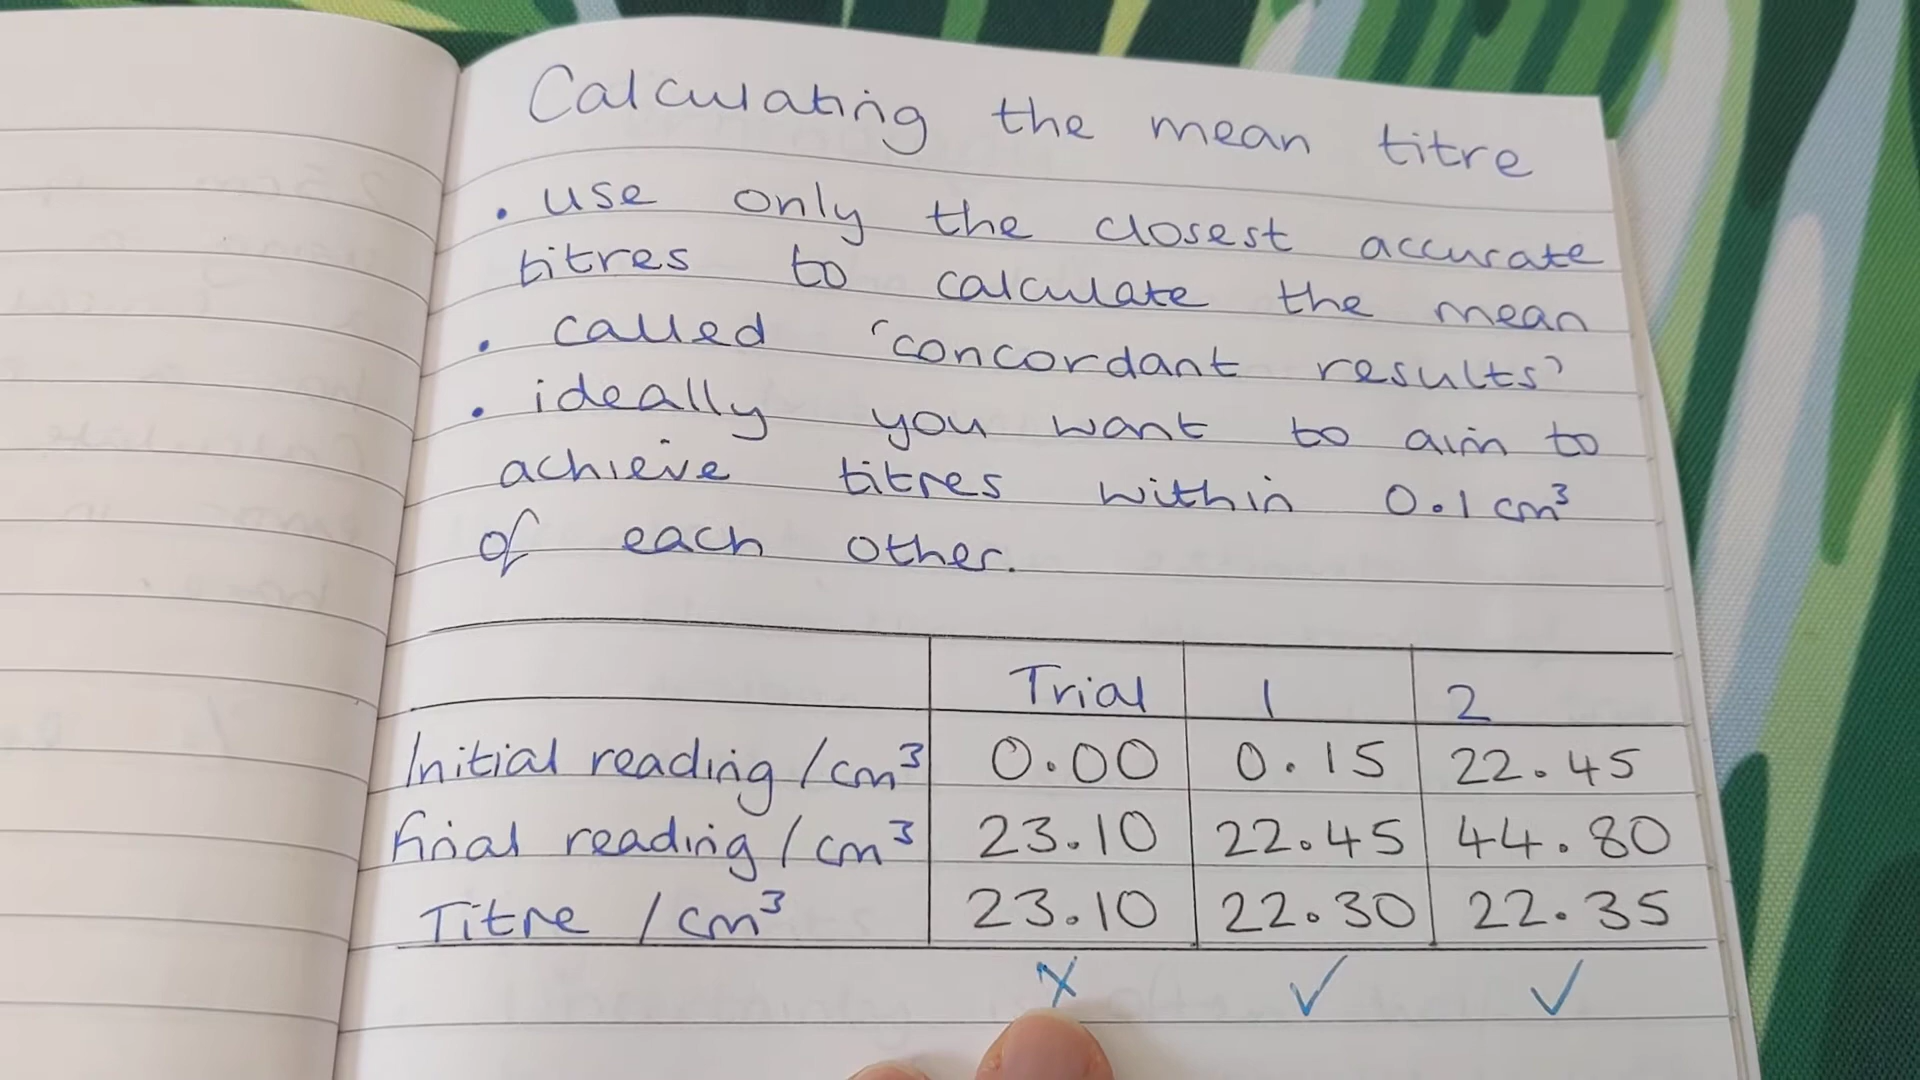 Calculating the mean titre
• use only the closest accurate
titres to calculate the mean
• called 'concordant results'
• ideally you want to aim to
achieve titres within 0.1 cm³
of each other.
Trial 1 2
Initial reading / cm³ 0.00 0.15 22.45
final reading / cm³ 23.10 22.45 44.80
Titre / cm³ 23.10 22.30 22.35
✗ ✓ ✓